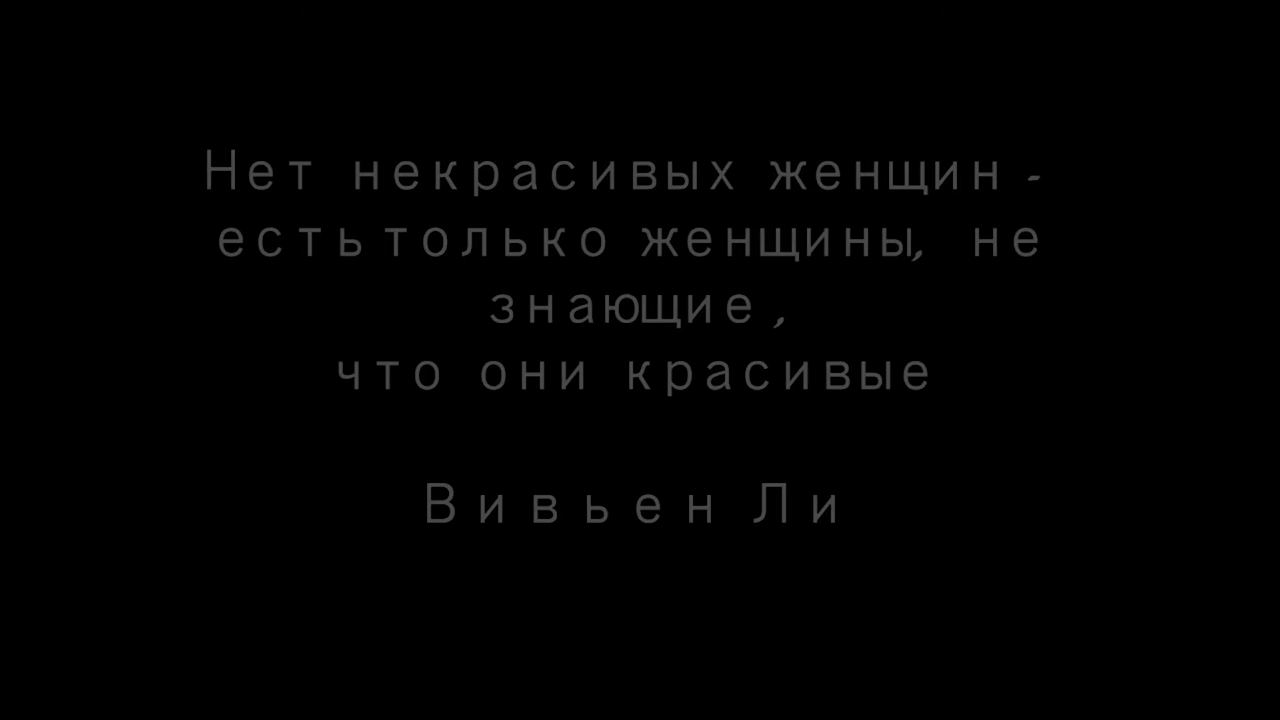 Нет некрасивых женщин -
есть только женщины, не
знающие,
что они красивые
Вивьен Ли